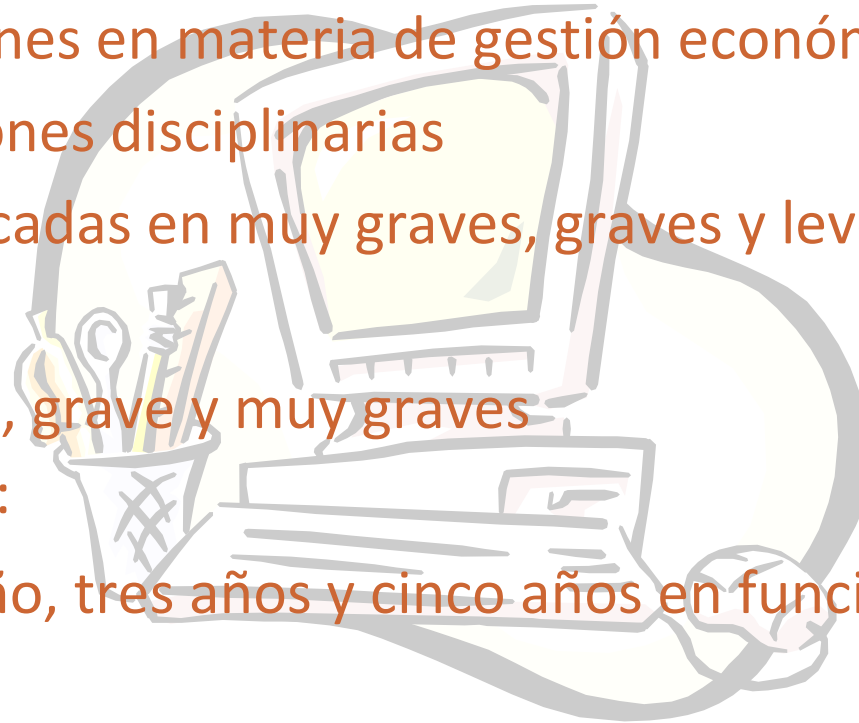 nes en materia de gestión económ
ones disciplinarias
cadas en muy graves, graves y lev
, grave y muy graves
:
ño, tres años y cinco años en funci